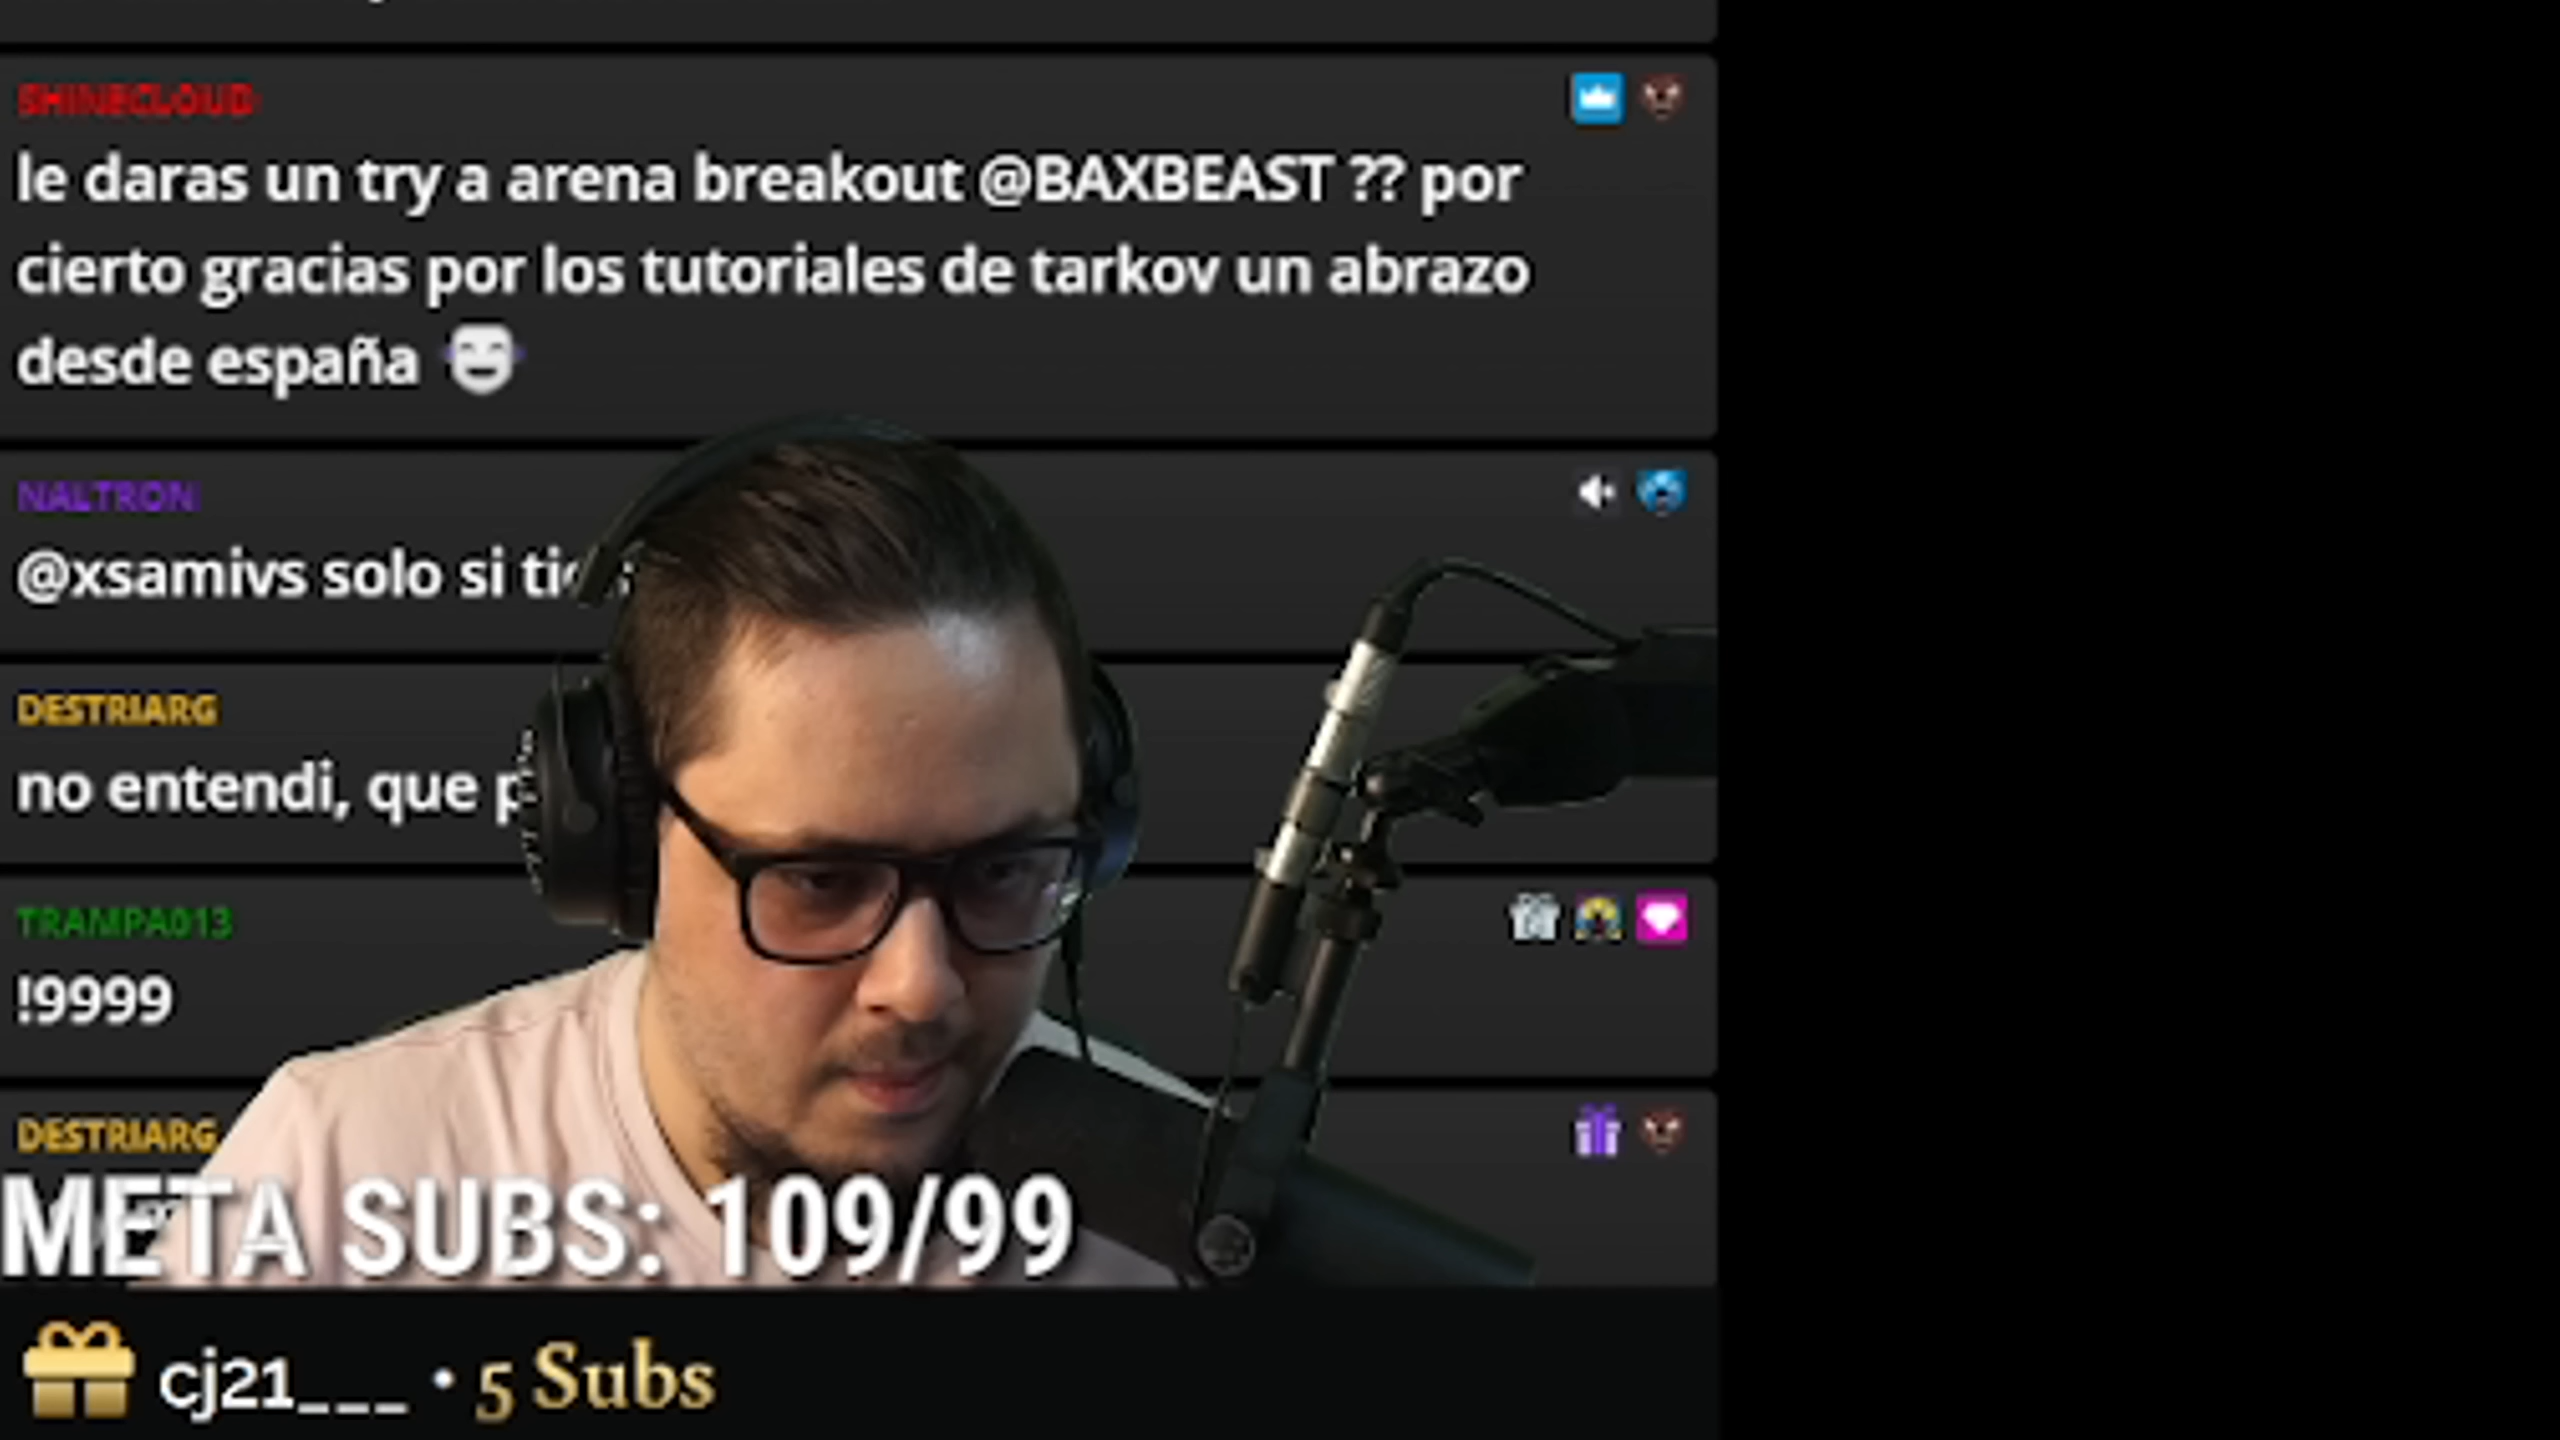 SHINECLOUD
le daras un try a arena breakout @BAXBEAST ?? por
cierto gracias por los tutoriales de tarkov un abrazo
desde españa
NALTRON
@xsamivs solo si
DESTRIARG
no entendi, que
TRAMPA013
!9999
DESTRIARG
META SUBS: 109/99
cj21___ • 5 Subs